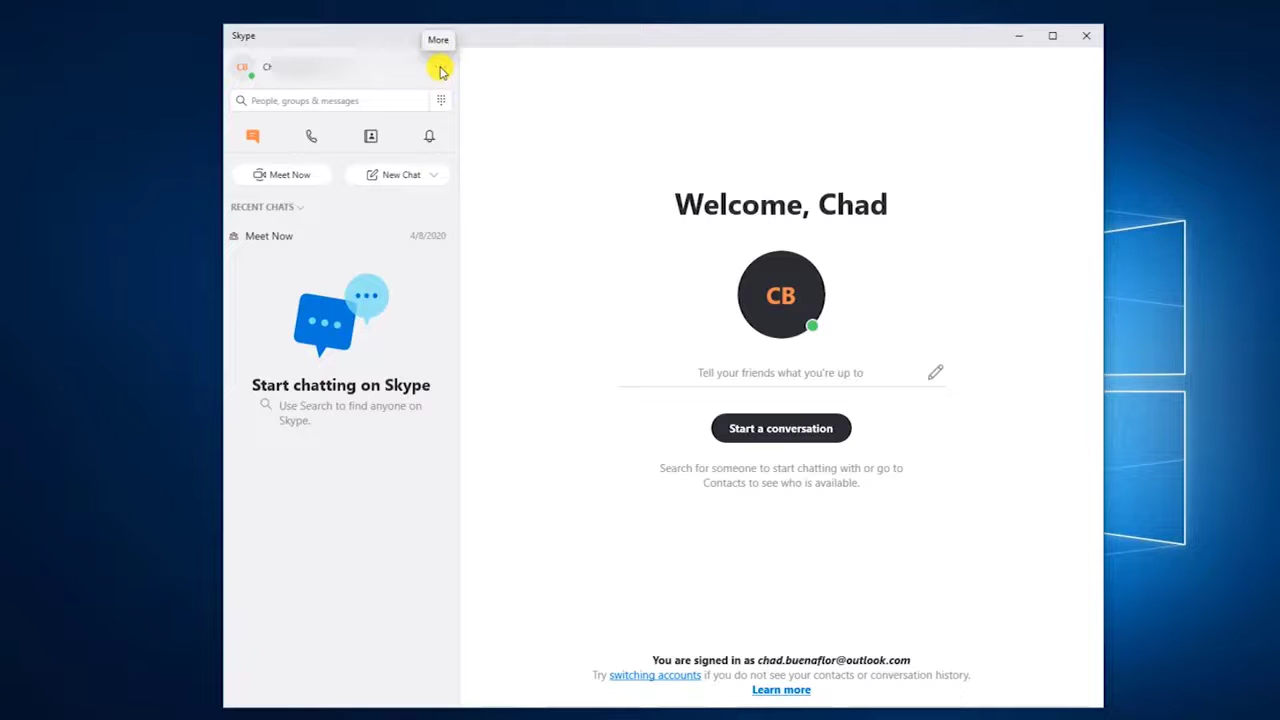 Skype
More
CB
People, groups & messages
Meet Now
New Chat
RECENT CHATS
Meet Now
4/8/2020
Start chatting on Skype
Use Search to find anyone on
Skype.
Welcome, Chad
CB
Tell your friends what you're up to
Start a conversation
Search for someone to start chatting with or go to
Contacts to see who is available.
You are signed in as chad.buenaflor@outlook.com
Try switching accounts if you do not see your contacts or conversation history.
Learn more